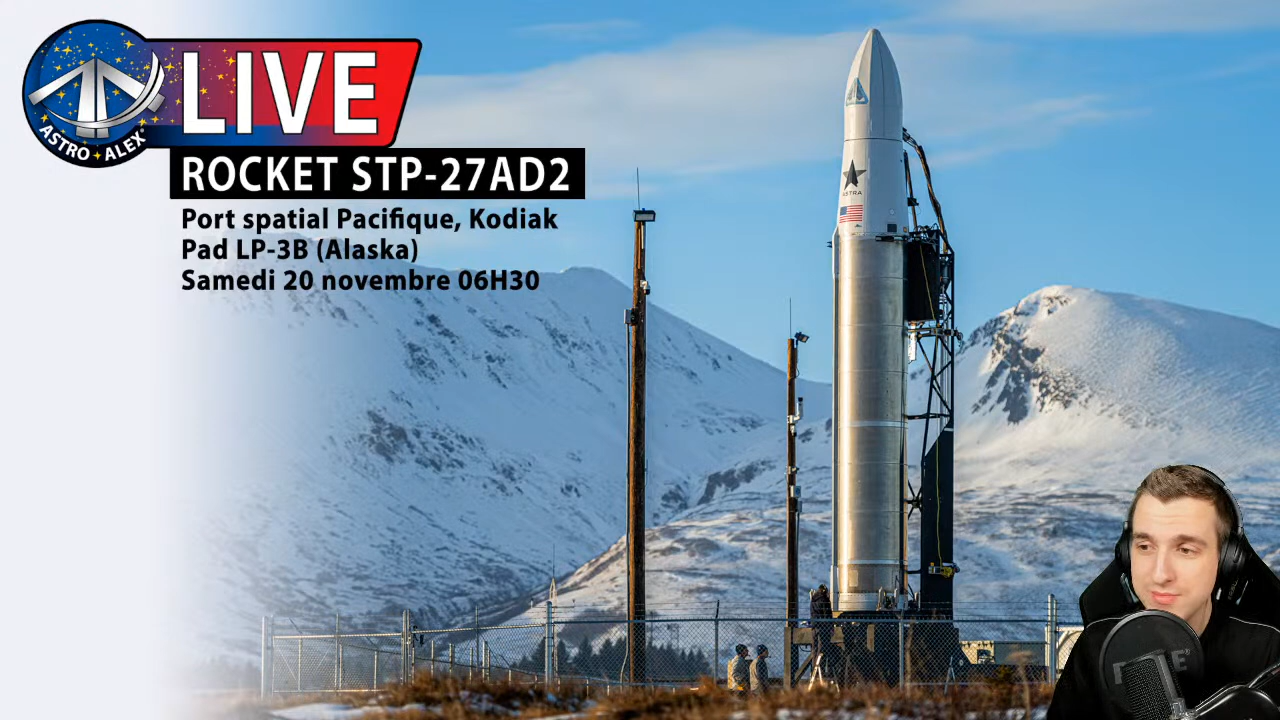 LIVE
ASTRO ALEX
ROCKET STP-27AD2
Port spatial Pacifique, Kodiak
Pad LP-3B (Alaska)
Samedi 20 novembre 06H30
ASTRA